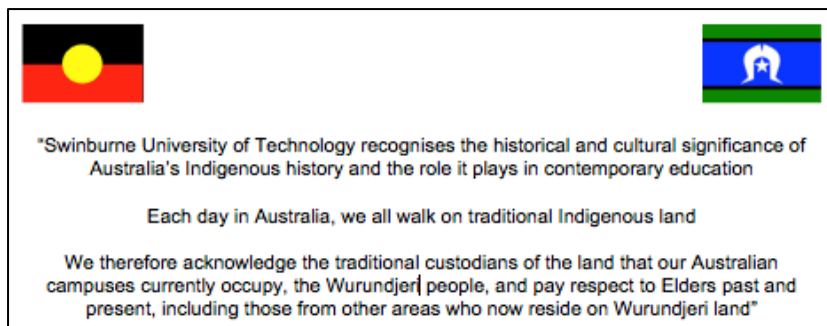 “Swinburne University of Technology recognises the historical and cultural significance of
Australia’s Indigenous history and the role it plays in contemporary education
Each day in Australia, we all walk on traditional Indigenous land
We therefore acknowledge the traditional custodians of the land that our Australian
campuses currently occupy, the Wurundjeri people, and pay respect to Elders past and
present, including those from other areas who now reside on Wurundjeri land”